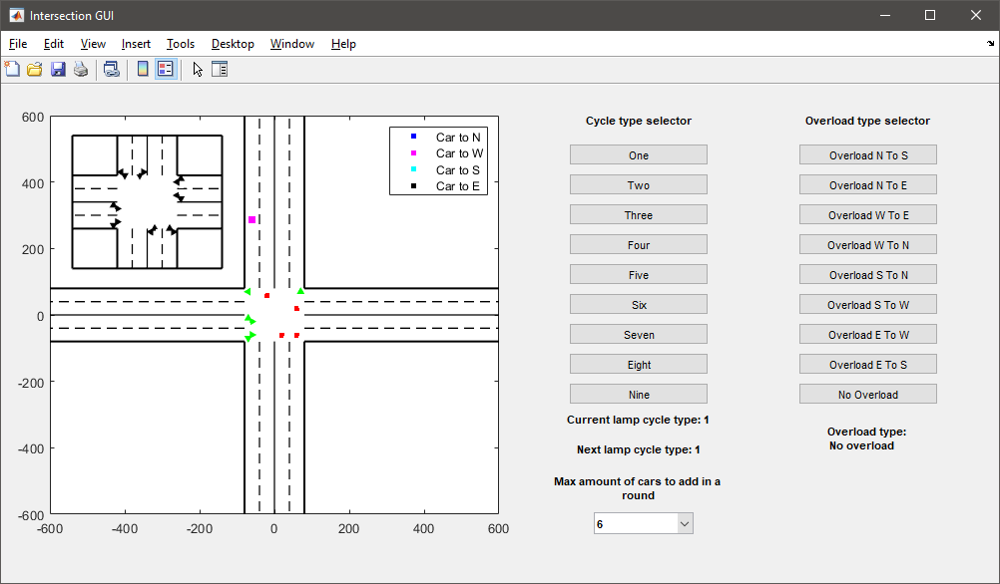 Intersection GUI
File Edit View Insert Tools Desktop Window Help
600
400
200
0
-200
-400
-600
-600 -400 -200 0 200 400 600
Car to N
Car to W
Car to S
Car to E
Cycle type selector
One
Two
Three
Four
Five
Six
Seven
Eight
Nine
Current lamp cycle type: 1
Next lamp cycle type: 1
Max amount of cars to add in a
round
6
Overload type selector
Overload N To S
Overload N To E
Overload W To E
Overload W To N
Overload S To N
Overload S To W
Overload E To W
Overload E To S
No Overload
Overload type:
No overload